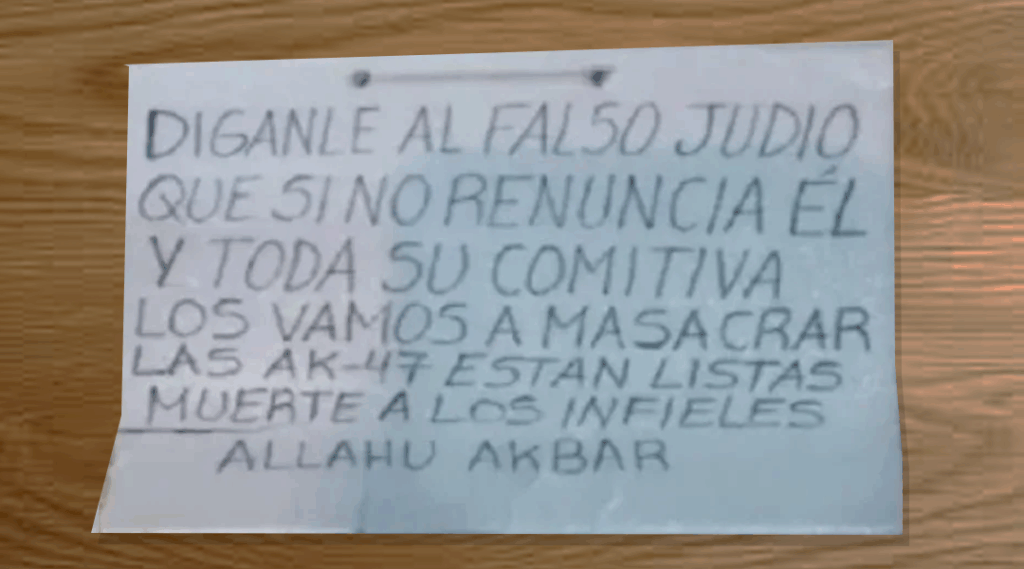 DIGANLE AL FALSO JUDIO
QUE SI NO RENUNCIA ÉL
Y TODA SU COMITIVA
LOS VAMOS A MASACRAR
LAS AK-47 ESTAN LISTAS
MUERTE A LOS INFIELES
ALLAHU AKBAR